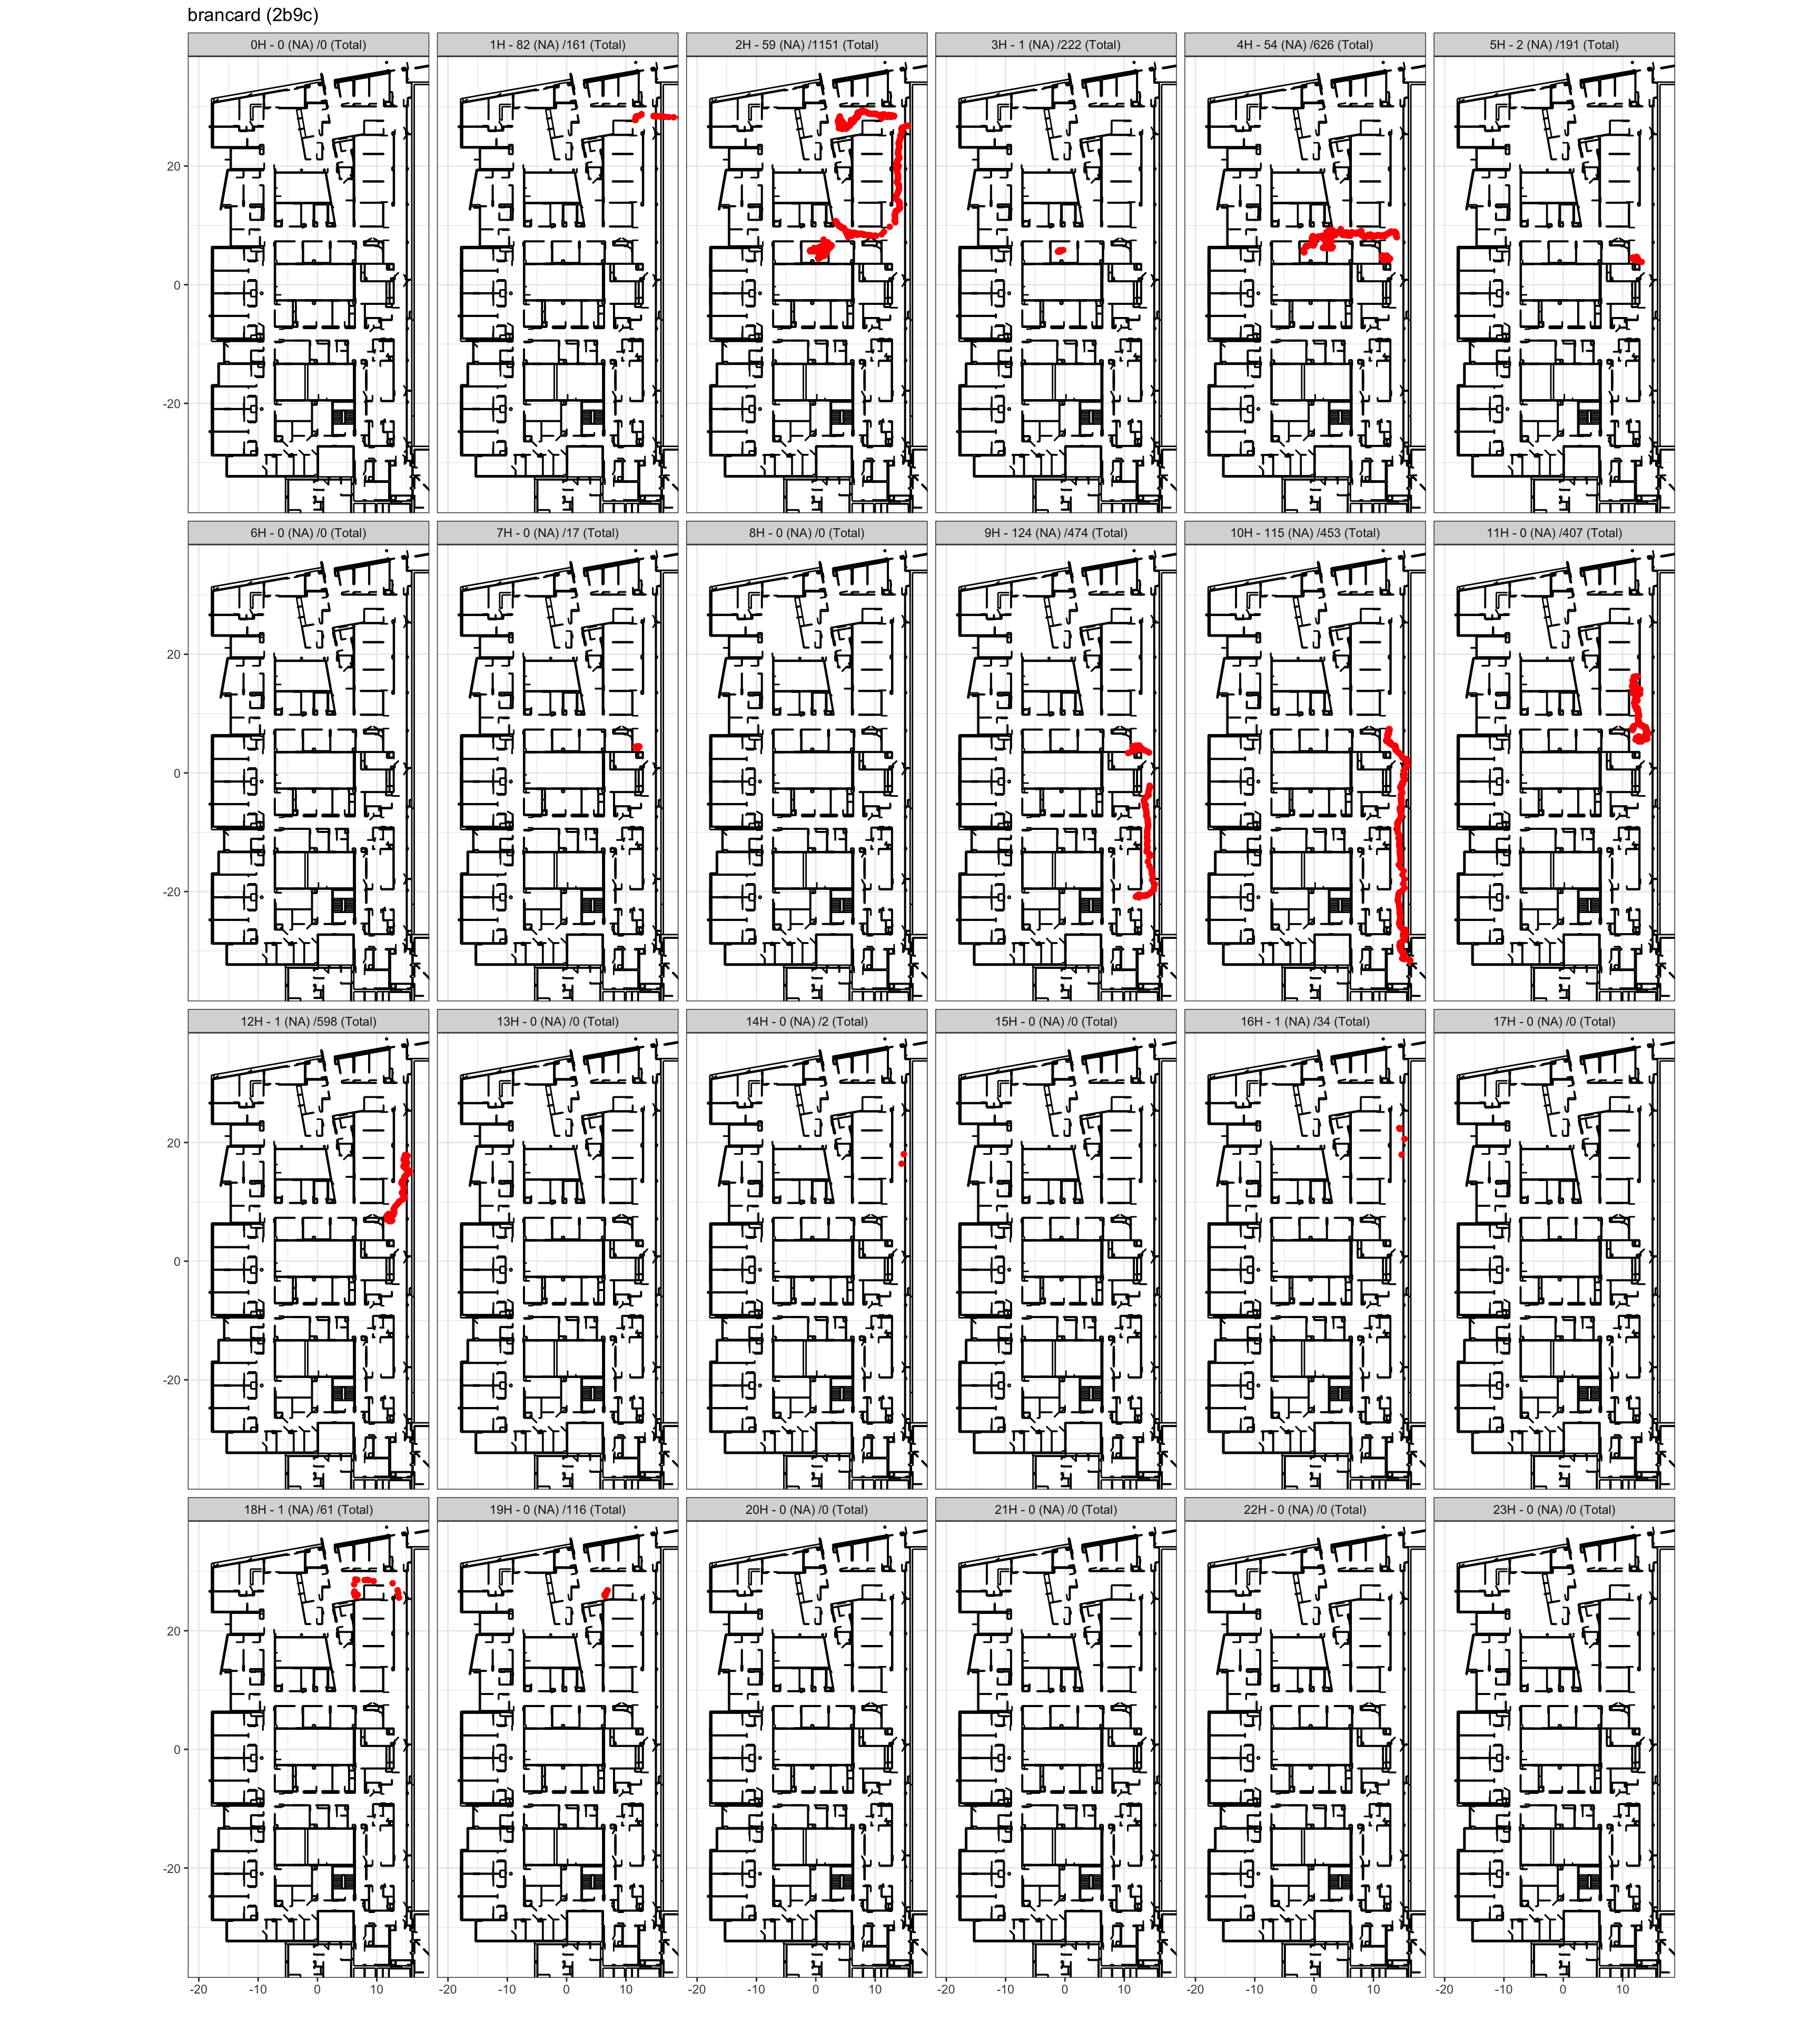 brancard (2b9c)
0H - 0 (NA) /0 (Total) 1H - 82 (NA) /161 (Total) 2H - 59 (NA) /1151 (Total) 3H - 1 (NA) /222 (Total) 4H - 54 (NA) /626 (Total) 5H - 2 (NA) /191 (Total)
20
0
-20
6H - 0 (NA) /0 (Total) 7H - 0 (NA) /17 (Total) 8H - 0 (NA) /0 (Total) 9H - 124 (NA) /474 (Total) 10H - 115 (NA) /453 (Total) 11H - 0 (NA) /407 (Total)
20
0
-20
12H - 1 (NA) /598 (Total) 13H - 0 (NA) /0 (Total) 14H - 0 (NA) /2 (Total) 15H - 0 (NA) /0 (Total) 16H - 1 (NA) /34 (Total) 17H - 0 (NA) /0 (Total)
20
0
-20
18H - 1 (NA) /61 (Total) 19H - 0 (NA) /116 (Total) 20H - 0 (NA) /0 (Total) 21H - 0 (NA) /0 (Total) 22H - 0 (NA) /0 (Total) 23H - 0 (NA) /0 (Total)
20
0
-20
-20 -10 0 10 -20 -10 0 10 -20 -10 0 10 -20 -10 0 10 -20 -10 0 10 -20 -10 0 10